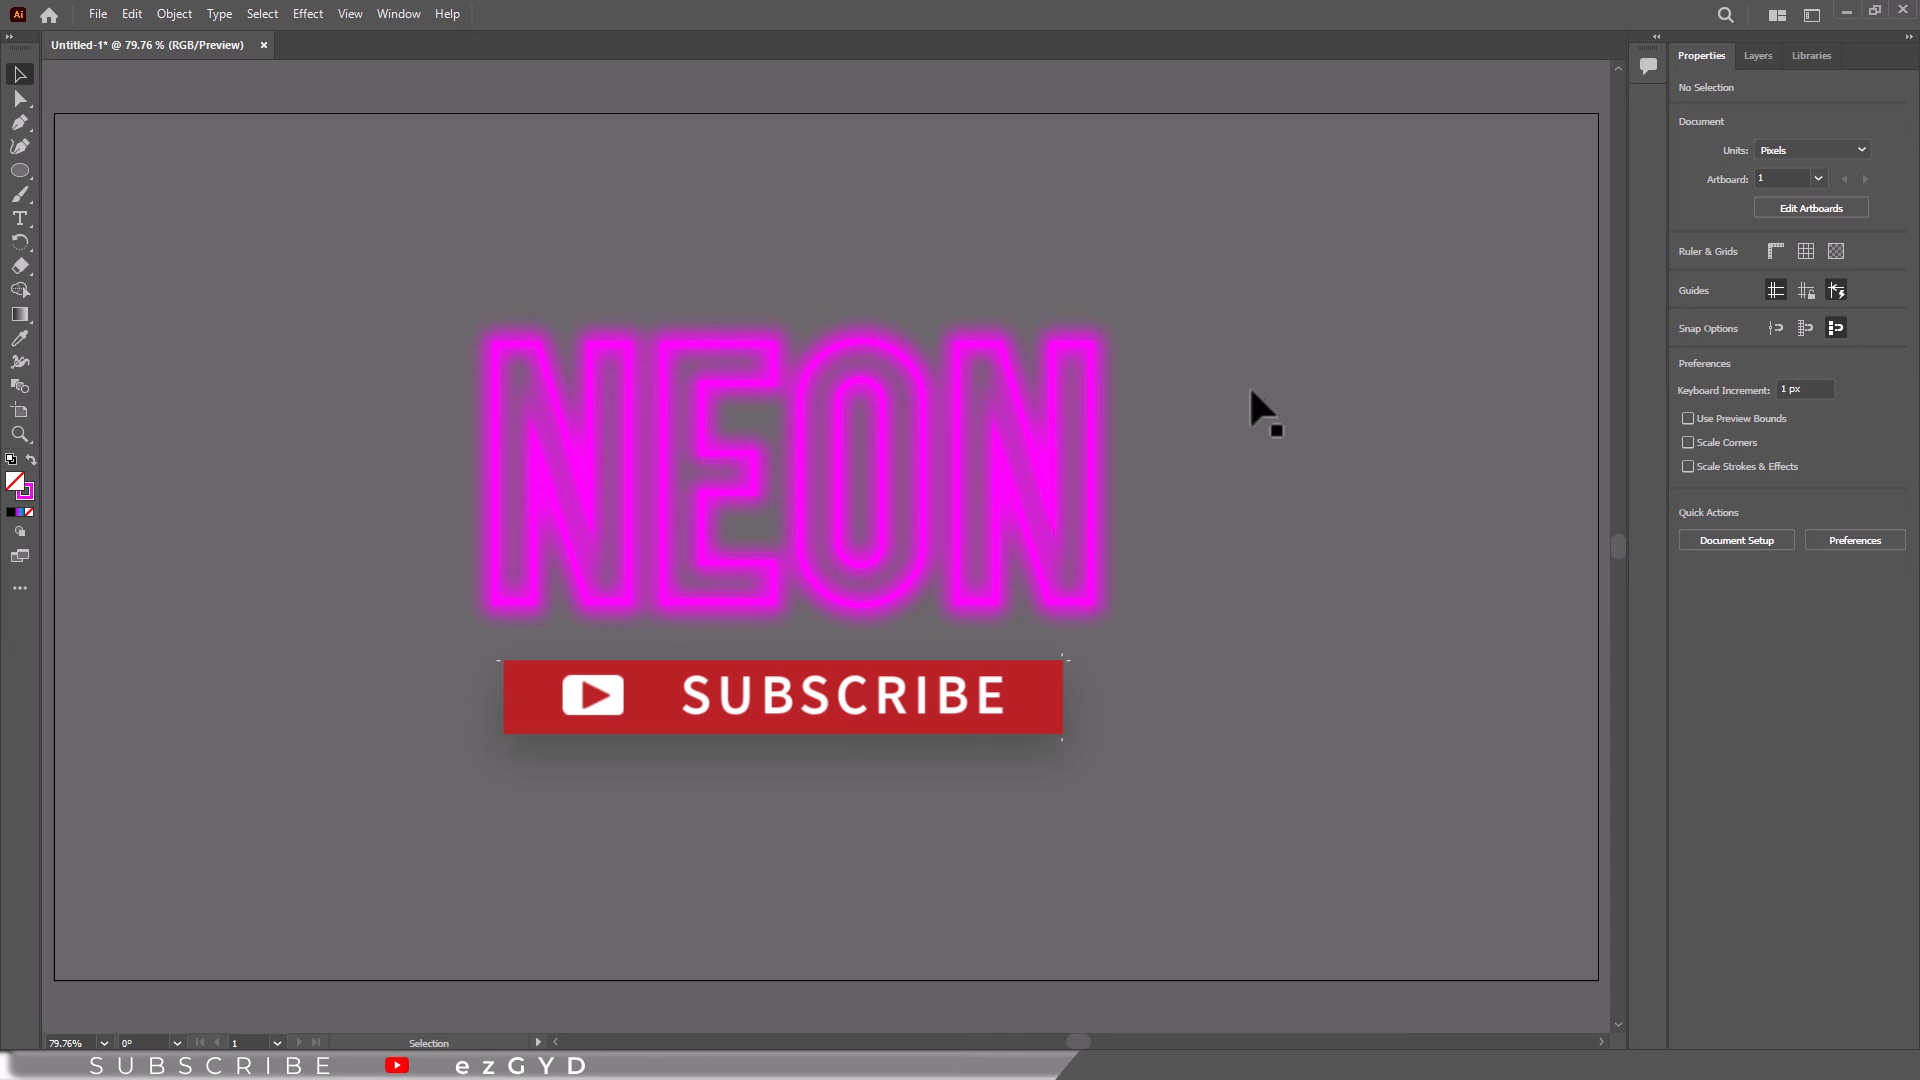 Ai File Edit Object Type Select Effect View Window Help
Untitled-1* @ 79.76 % (RGB/Preview) ×
Properties Layers Libraries
No Selection
Document
Units: Pixels
Artboard: 1
Edit Artboards
Ruler & Grids
Guides
Snap Options
Preferences
Keyboard Increment: 1 px
Use Preview Bounds
Scale Corners
Scale Strokes & Effects
Quick Actions
Document Setup Preferences
NEON
SUBSCRIBE
79.76% 0° 1 Selection
SUBSCRIBE ezGYD